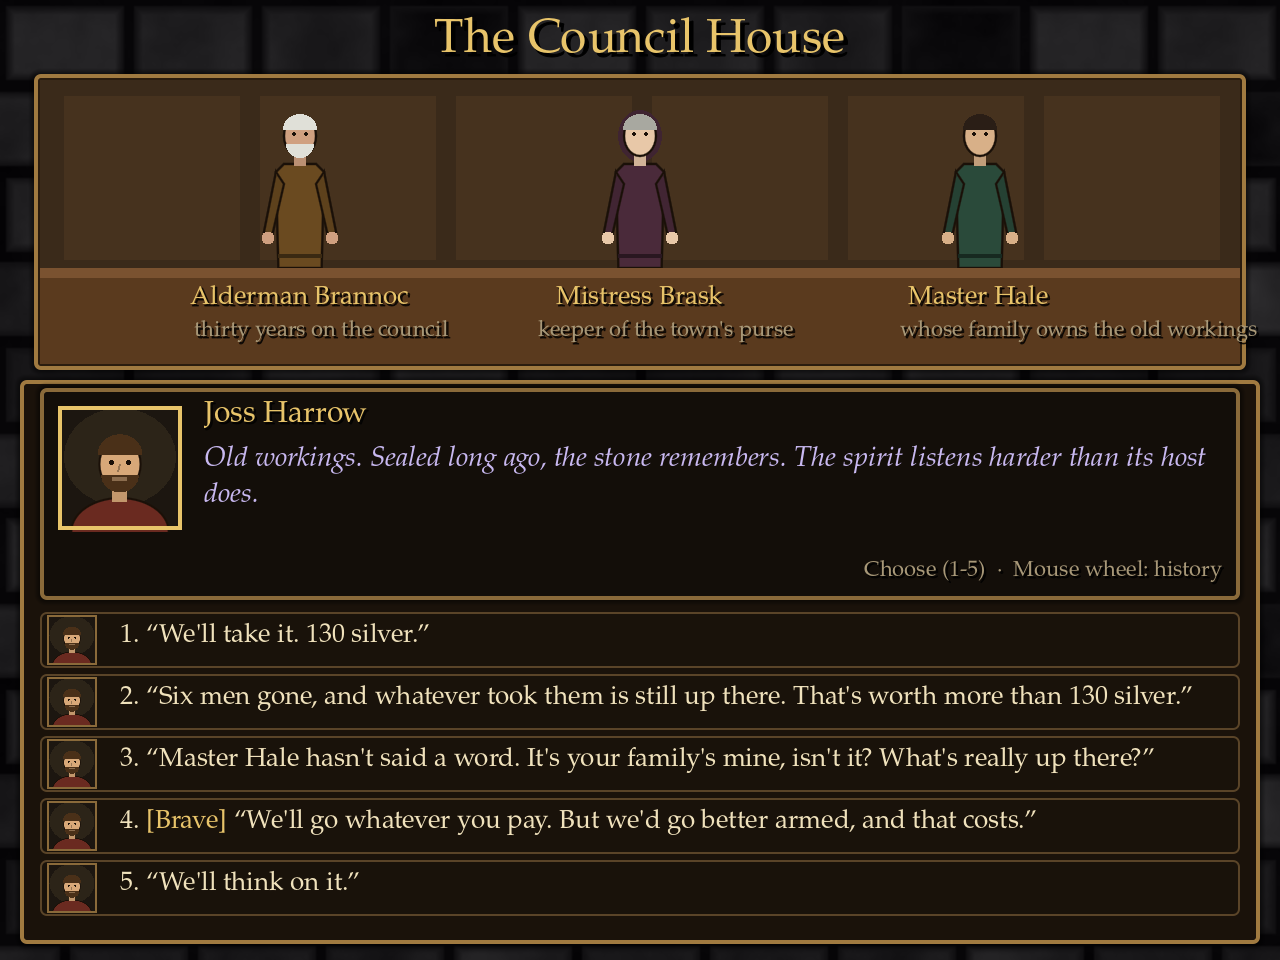 The Council House
Alderman Brannoc
Mistress Brask
Master Hale
thirty years on the council
keeper of the town's purse
whose family owns the old workings
Joss Harrow
Old workings. Sealed long ago, the stone remembers. The spirit listens harder than its host
does.
Choose (1-5) · Mouse wheel: history
1. “We'll take it. 130 silver.”
2. “Six men gone, and whatever took them is still up there. That's worth more than 130 silver.”
3. “Master Hale hasn't said a word. It's your family's mine, isn't it? What's really up there?”
4. [Brave] “We'll go whatever you pay. But we'd go better armed, and that costs.”
5. “We'll think on it.”